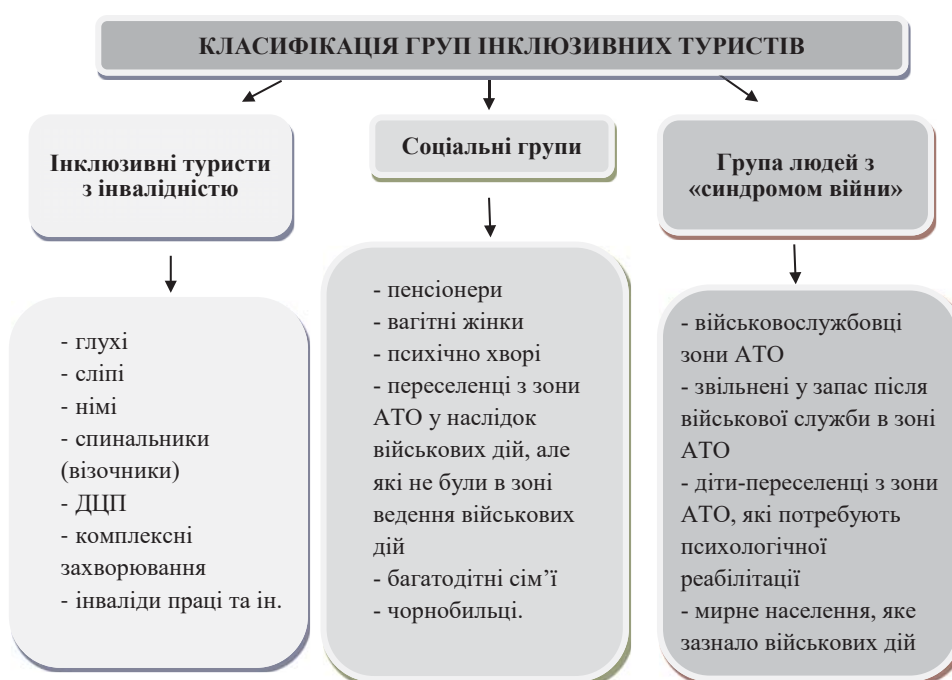 КЛАСИФІКАЦІЯ ГРУП ІНКЛЮЗИВНИХ ТУРИСТІВ
Інклюзивні туристи
з інвалідністю
- глухі
- сліпі
- німі
- спинальники
(візочники)
- ДЦП
- комплексні
захворювання
- інваліди праці та ін.
Соціальні групи
- пенсіонери
- вагітні жінки
- психічно хворі
- переселенці з зони
АТО у наслідок
військових дій, але
які не були в зоні
ведення військових
дій
- багатодітні сім’ї
- чорнобильці.
Група людей з
«синдромом війни»
- військовослужбовці
зони АТО
- звільнені у запас після
військової служби в зоні
АТО
- діти-переселенці з зони
АТО, які потребують
психологічної
реабілітації
- мирне населення, яке
зазнало військових дій